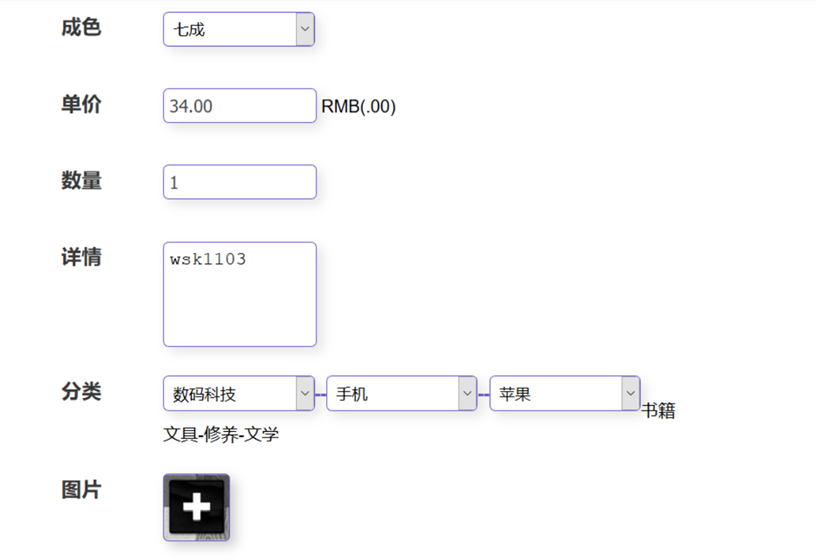 成色 七成
单价 34.00 RMB(.00)
数量 1
详情 wsk1103
分类 数码科技 -- 手机 -- 苹果 书籍
文具-修养-文学
图片